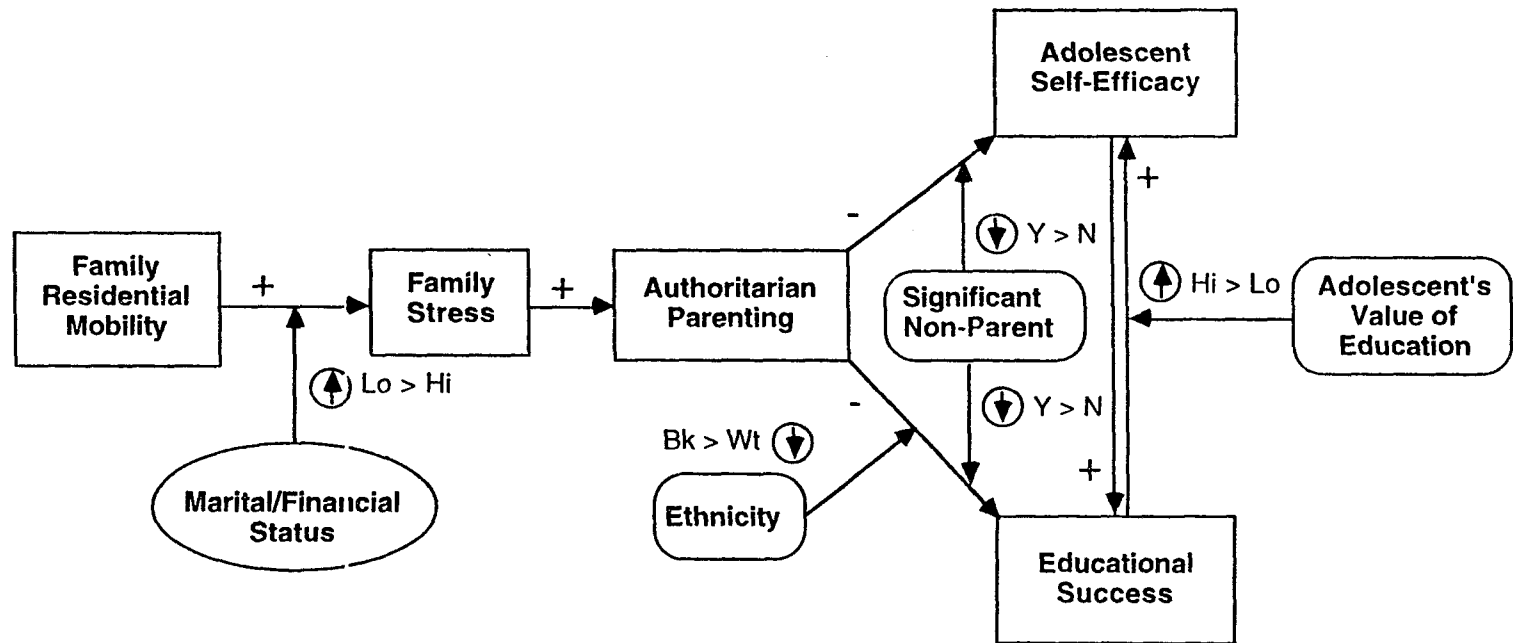 Adolescent
Self-Efficacy
+
-
Y > N
Family
Residential
Mobility
+
Family
Stress
+
Authoritarian
Parenting
Significant
Non-Parent
Hi > Lo
Adolescent's
Value of
Education
Lo > Hi
-
Y > N
Bk > Wt
+
Marital/Financial
Status
Ethnicity
Educational
Success